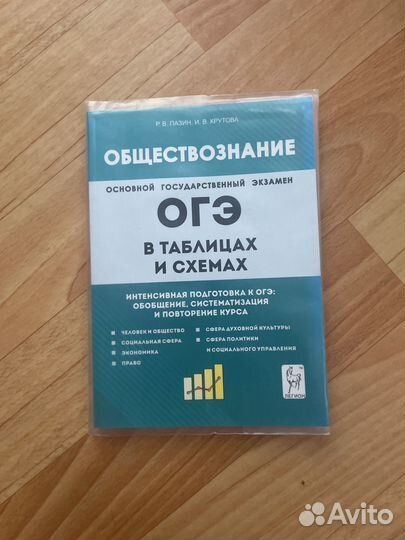 Р. В. ПАЗИН, И. В. КРУТОВА
ОБЩЕСТВОЗНАНИЕ
ОСНОВНОЙ ГОСУДАРСТВЕННЫЙ ЭКЗАМЕН
ОГЭ
В ТАБЛИЦАХ
И СХЕМАХ
ИНТЕНСИВНАЯ ПОДГОТОВКА К ОГЭ:
ОБОБЩЕНИЕ, СИСТЕМАТИЗАЦИЯ
И ПОВТОРЕНИЕ КУРСА
ЧЕЛОВЕК И ОБЩЕСТВО
СОЦИАЛЬНАЯ СФЕРА
ЭКОНОМИКА
ПРАВО
СФЕРА ДУХОВНОЙ КУЛЬТУРЫ
СФЕРА ПОЛИТИКИ
И СОЦИАЛЬНОГО УПРАВЛЕНИЯ
ЛЕГИОН
Avito